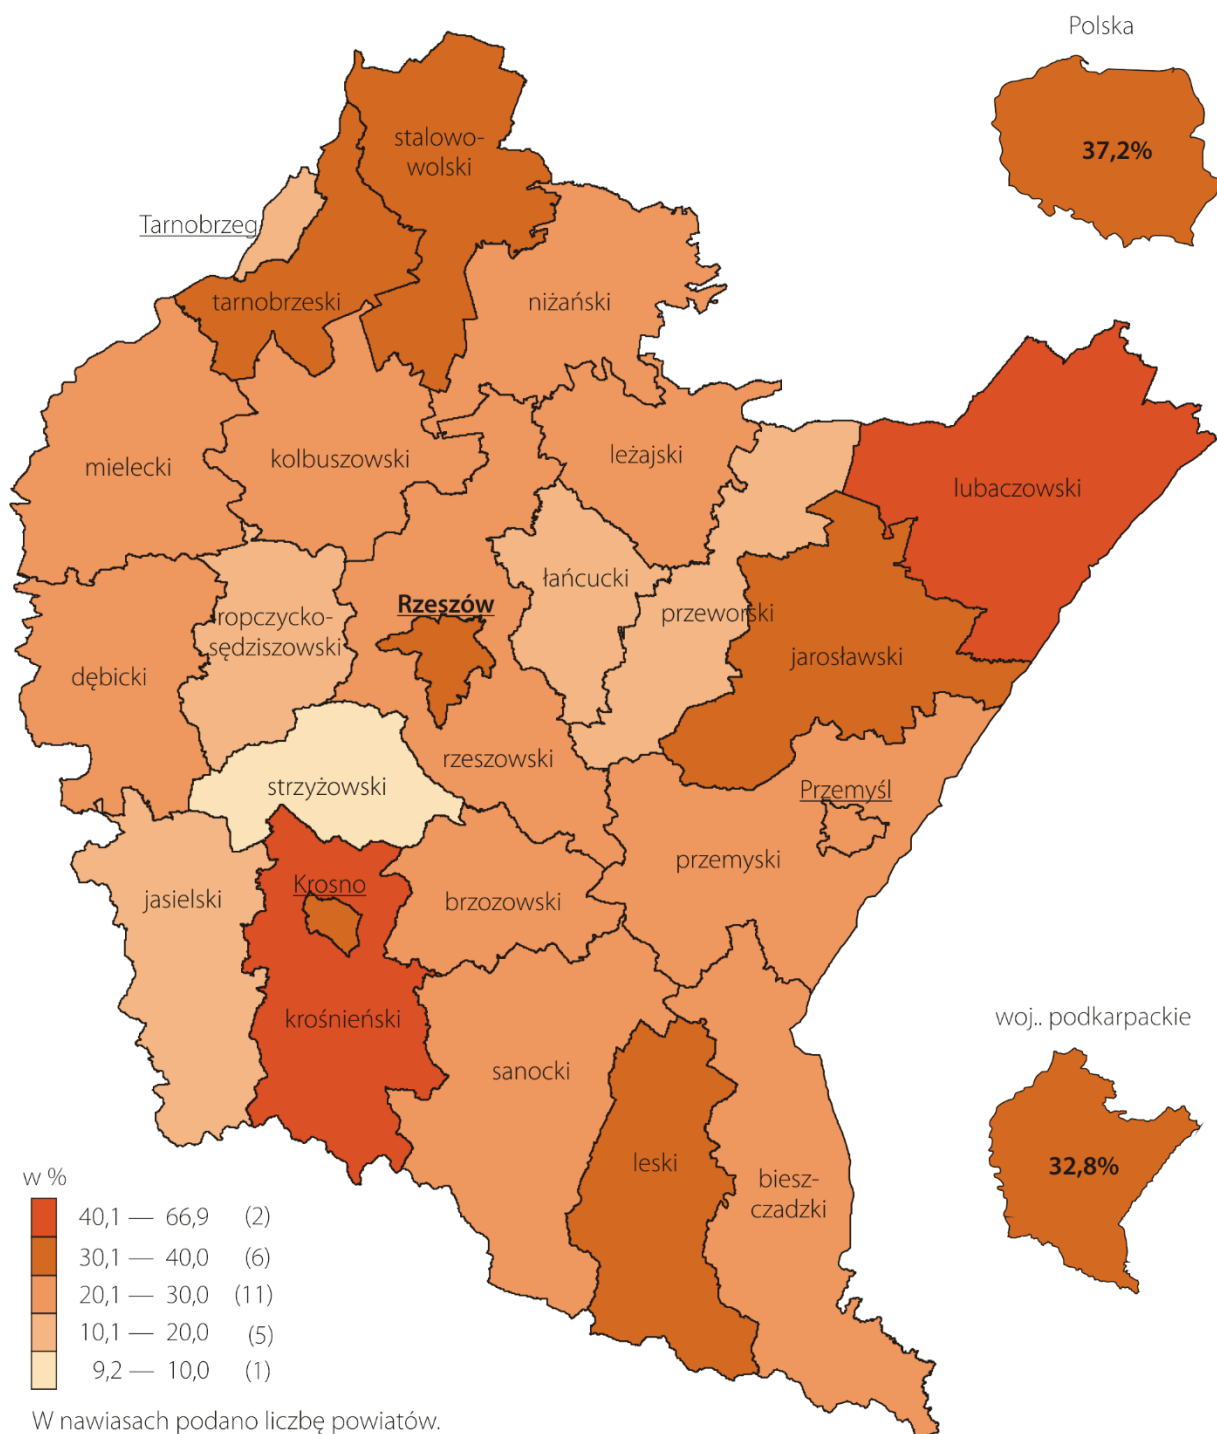 Polska
37,2%
stalowo-
wolski
Tarnobrzeg
tarnobrzeski
niżański
mielecki
kolbuszowski
leżajski
lubaczowski
łańcucki
Rzeszów
przeworski
ropczycko-
sędziszowski
dębicki
jarosławski
rzeszowski
strzyżowski
Przemyśl
przemyski
Krosno
jasielski
brzozowski
krośnieński
sanocki
leski
biesz-
czadzki
woj.. podkarpackie
32,8%
w %
40,1 — 66,9 (2)
30,1 — 40,0 (6)
20,1 — 30,0 (11)
10,1 — 20,0 (5)
9,2 — 10,0 (1)
W nawiasach podano liczbę powiatów.